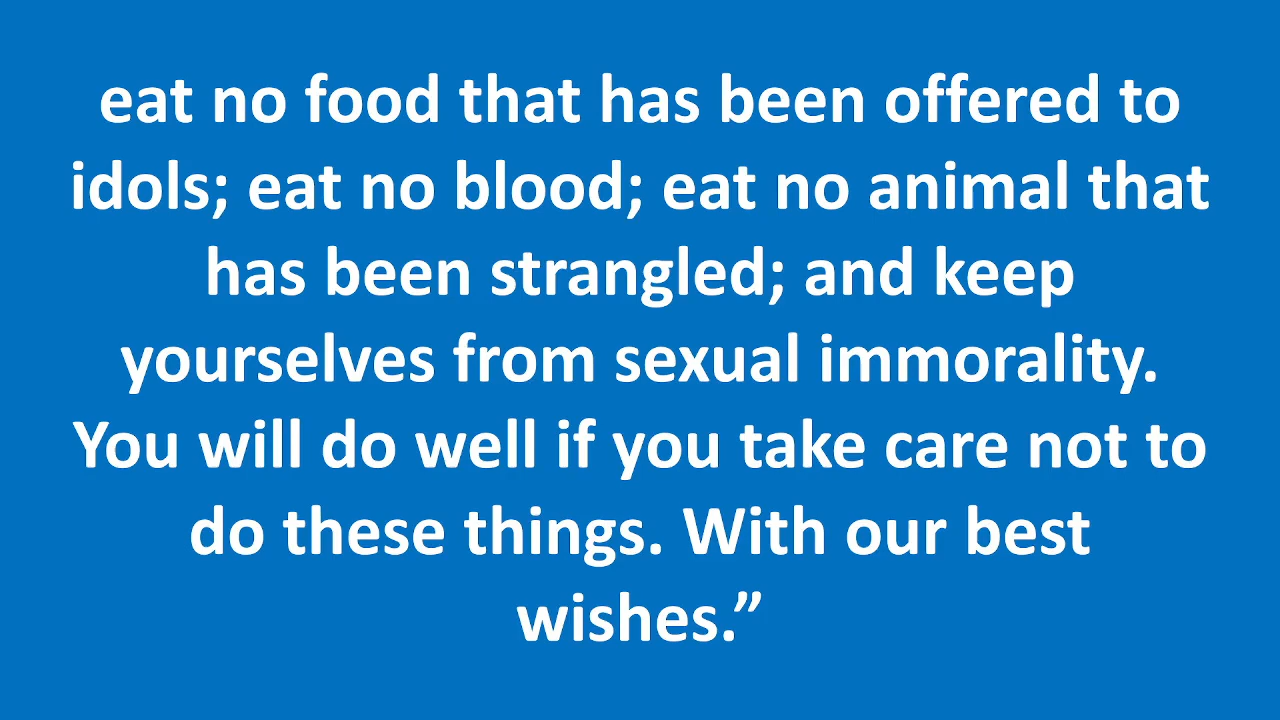 eat no food that has been offered to
idols; eat no blood; eat no animal that
has been strangled; and keep
yourselves from sexual immorality.
You will do well if you take care not to
do these things. With our best
wishes.”